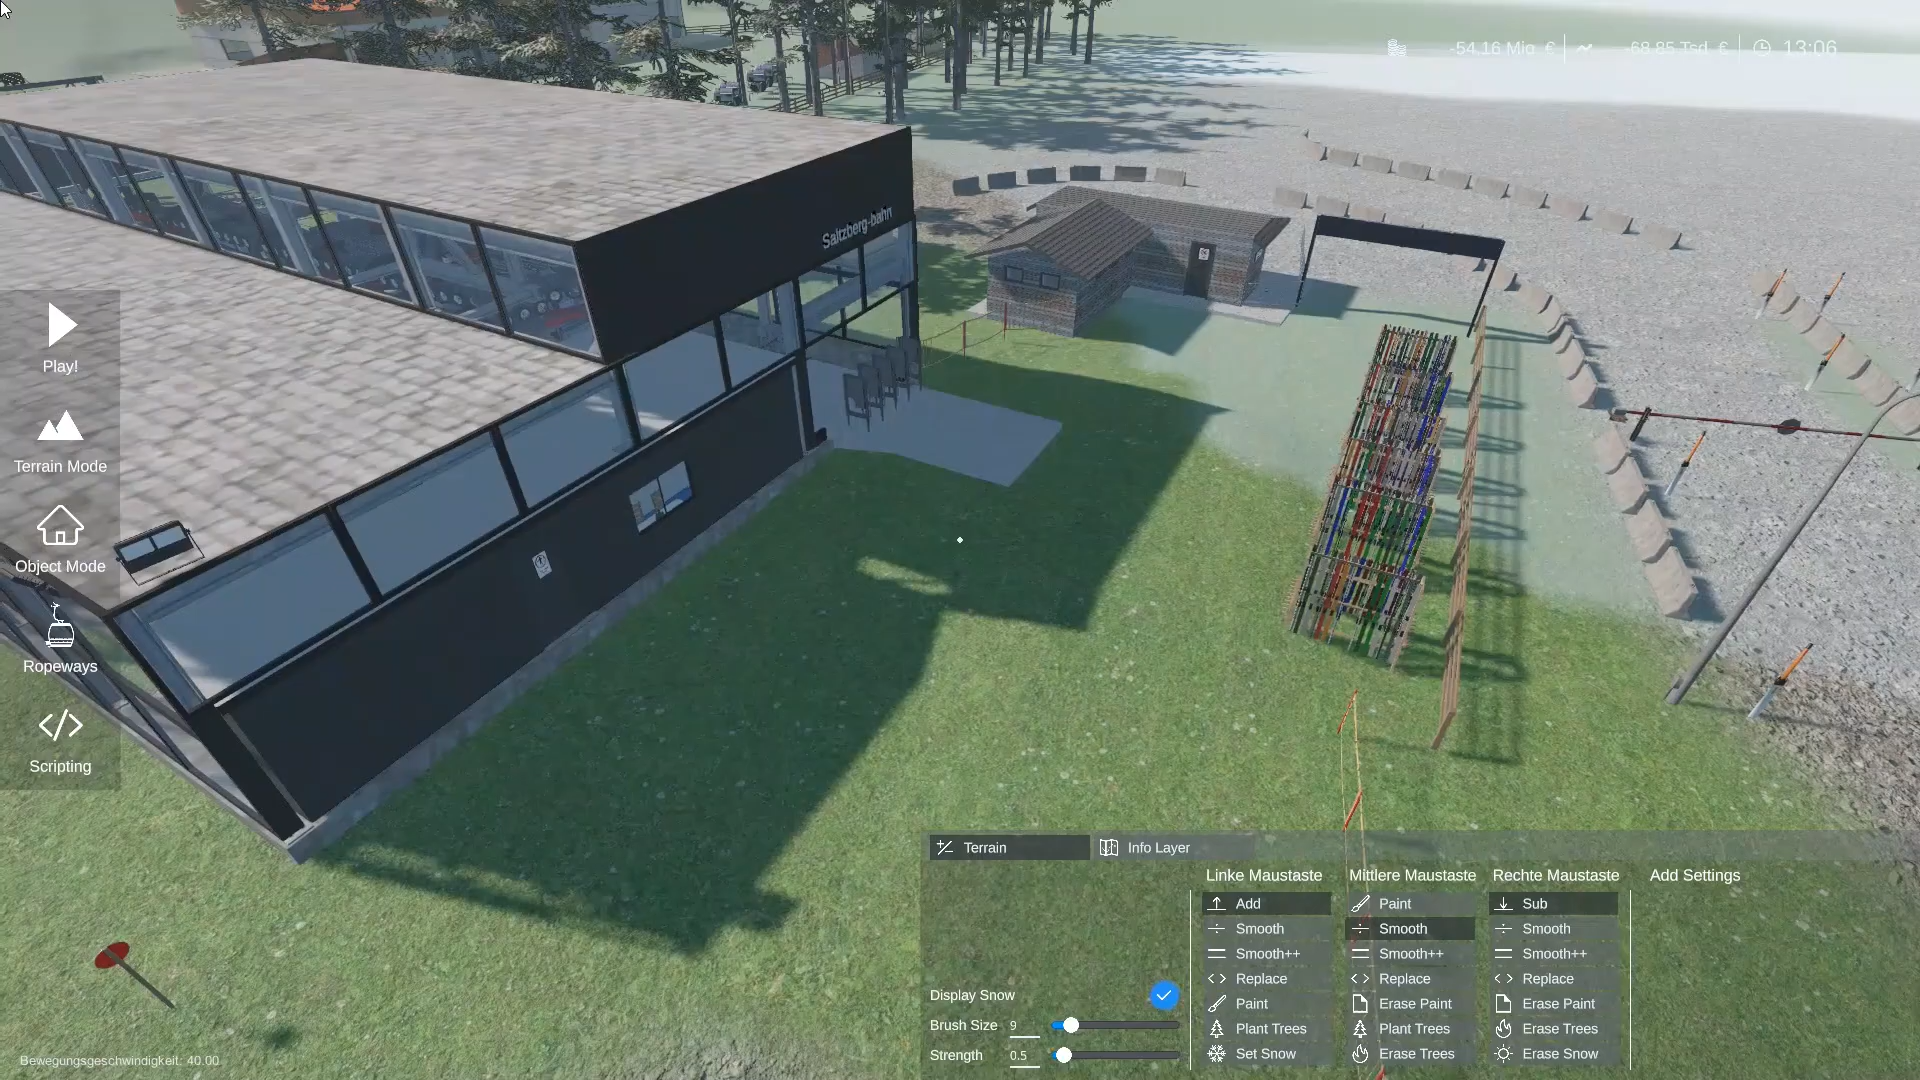 -54.16 Mio €
-68.85 Tsd €
13:06
Saltzberg-bahn
Play!
Terrain Mode
Object Mode
Ropeways
Scripting
Bewegungsgeschwindigkeit: 40.00
Terrain
Info Layer
Linke Maustaste
Mittlere Maustaste
Rechte Maustaste
Add Settings
Add
Paint
Sub
Smooth
Smooth
Smooth
Smooth++
Smooth++
Smooth++
Replace
Replace
Replace
Display Snow
Paint
Erase Paint
Erase Paint
Brush Size 9
Plant Trees
Plant Trees
Erase Trees
Strength 0.5
Set Snow
Erase Trees
Erase Snow